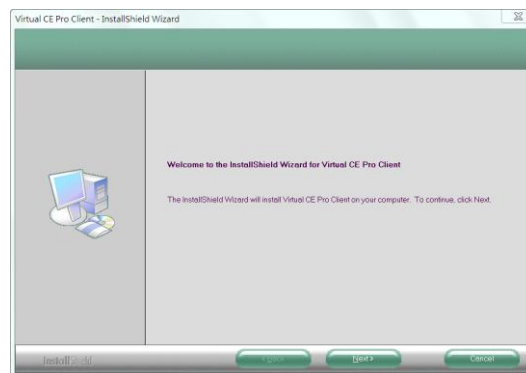 Virtual CE Pro Client - InstallShield Wizard
Welcome to the InstallShield Wizard for Virtual CE Pro Client
The InstallShield Wizard will install Virtual CE Pro Client on your computer. To continue, click Next.
InstallShield
< Back
Next >
Cancel